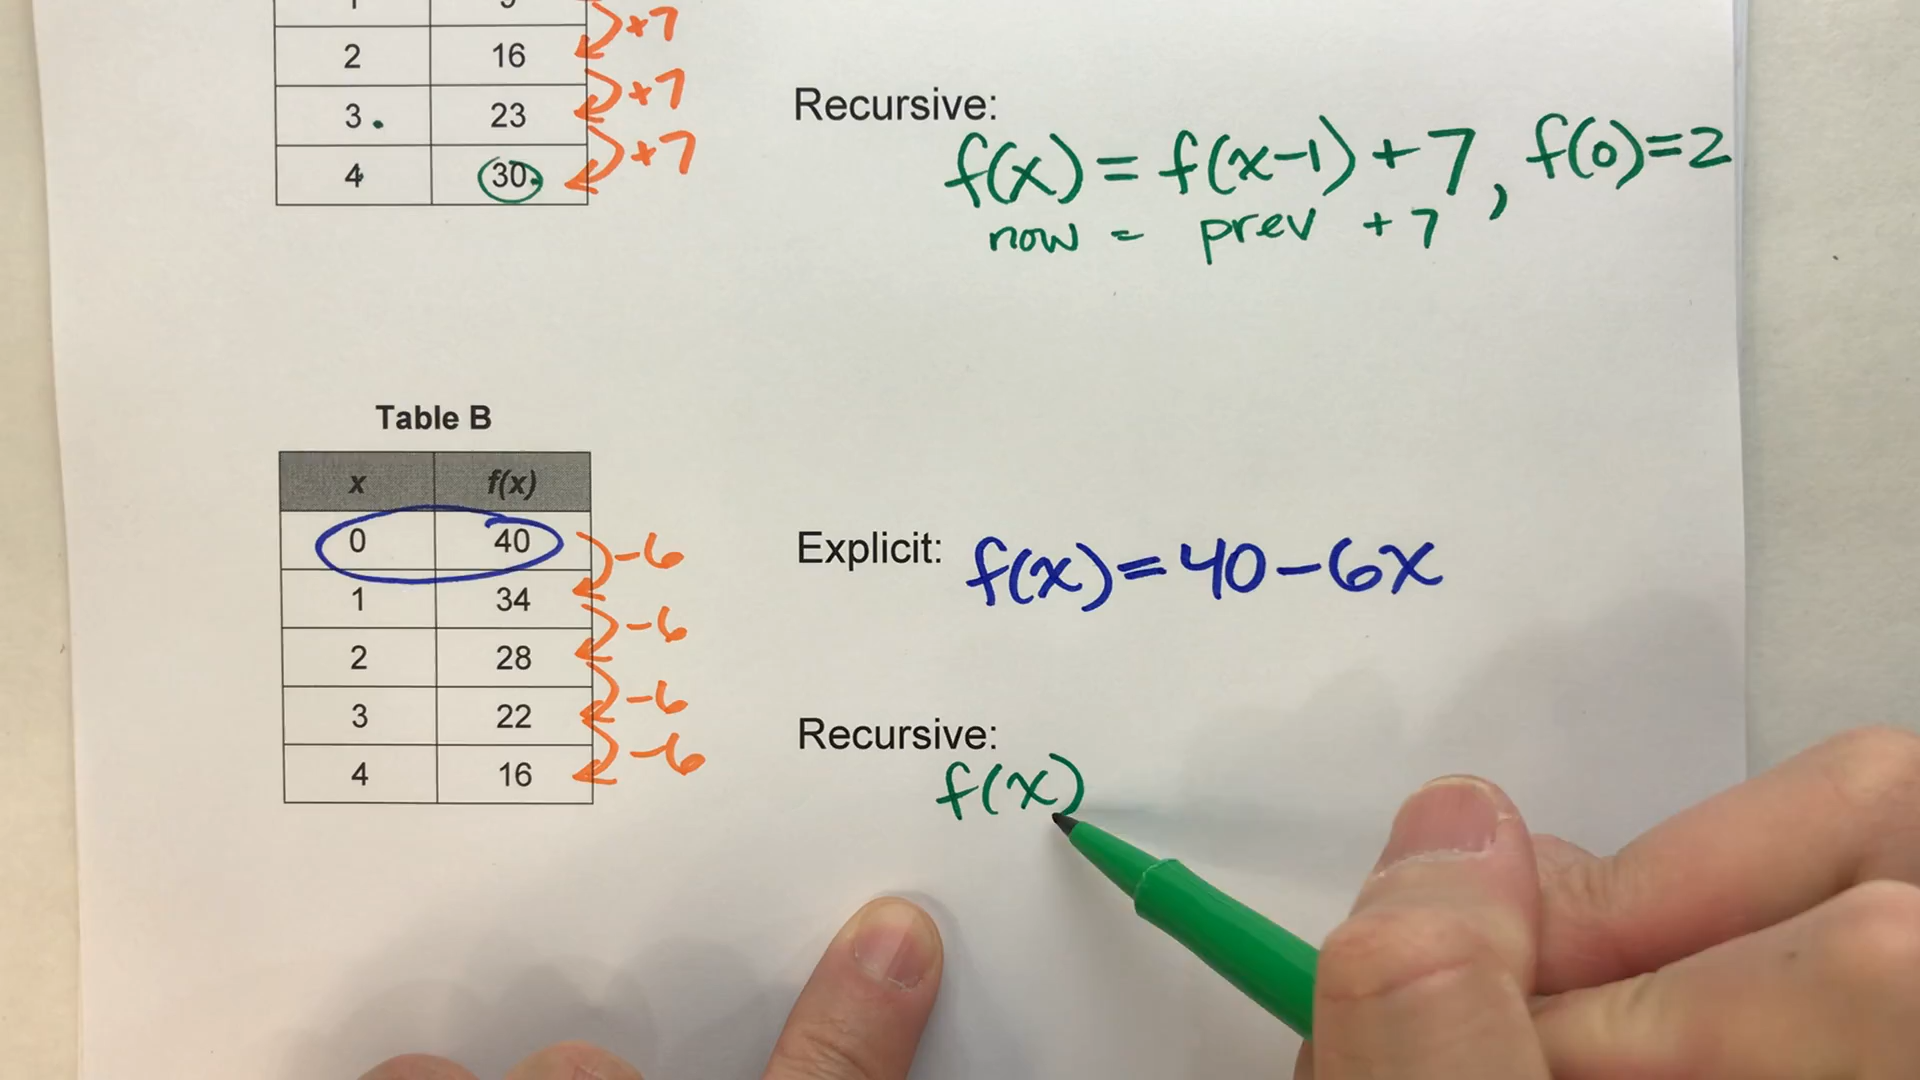 +7
2 16
+7
3. 23
+7
4 30.
Recursive:
f(x) = f(x-1) + 7, f(0)=2
now = prev + 7
Table B
x f(x)
0 40
-6
1 34
-6
2 28
-6
3 22
-6
4 16
Explicit: f(x)=40-6x
Recursive:
f(x)